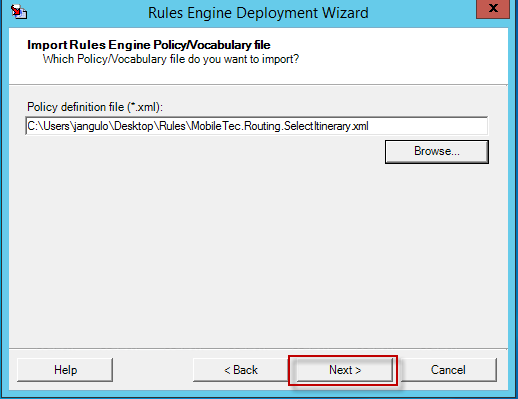 Rules Engine Deployment Wizard
x
Import Rules Engine Policy/Vocabulary file
Which Policy/Vocabulary file do you want to import?
Policy definition file (*.xml):
C:\Users\jangulo\Desktop\Rules\MobileTec.Routing.SelectItinerary.xml
Browse...
Help
< Back
Next >
Cancel